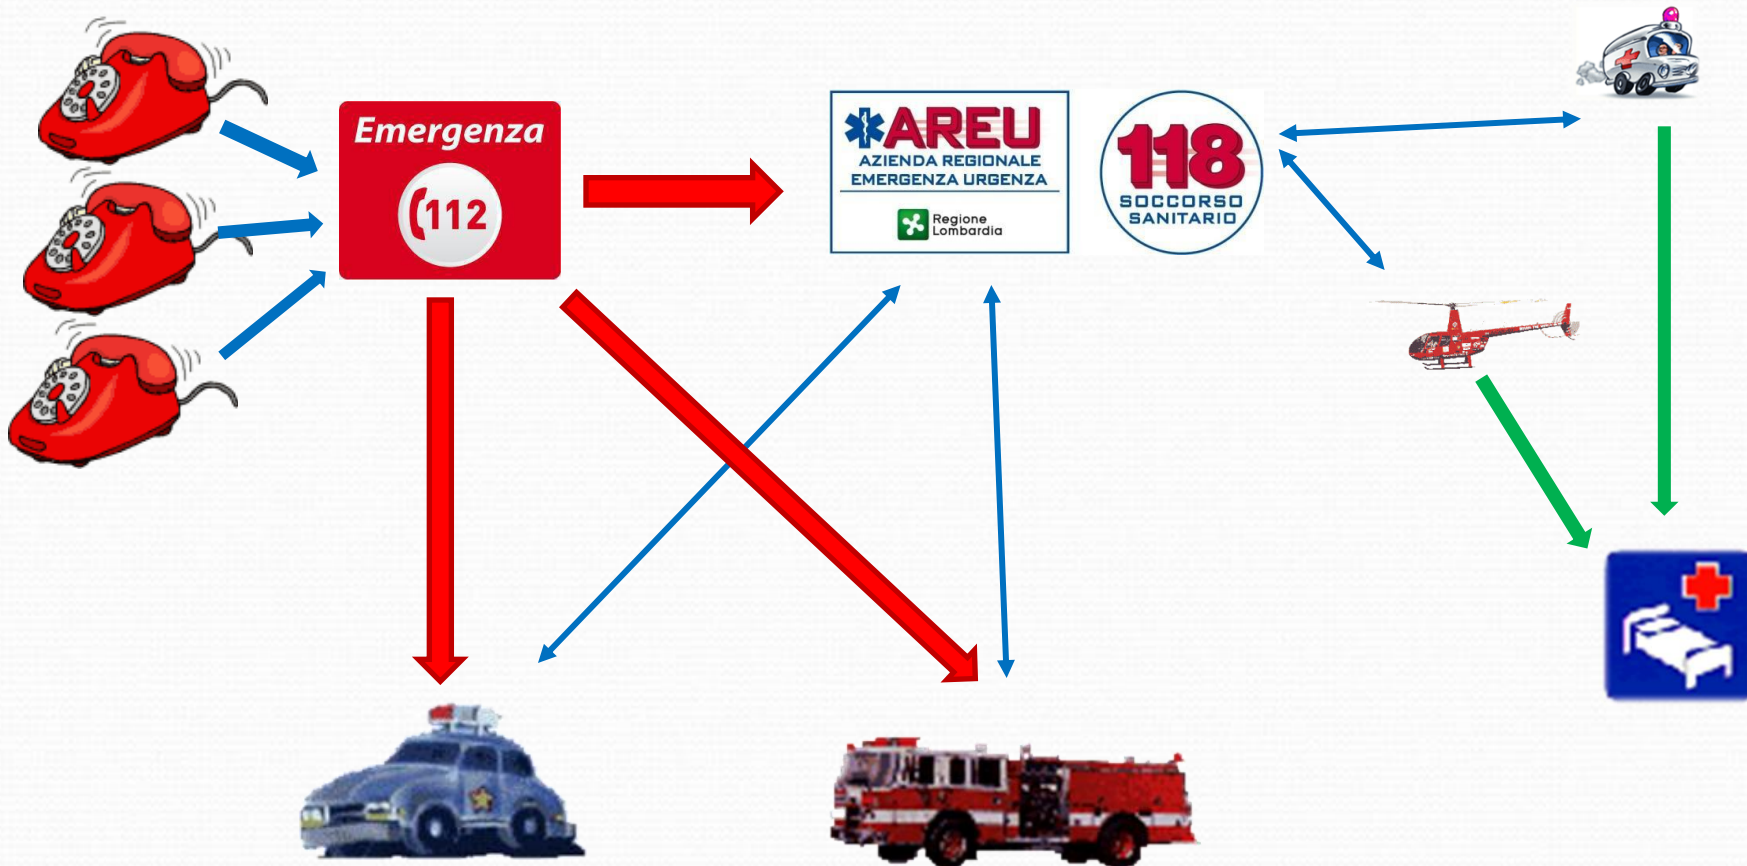 Emergenza
112
AREU
AZIENDA REGIONALE
EMERGENZA URGENZA
Regione
Lombardia
118
SOCCORSO
SANITARIO